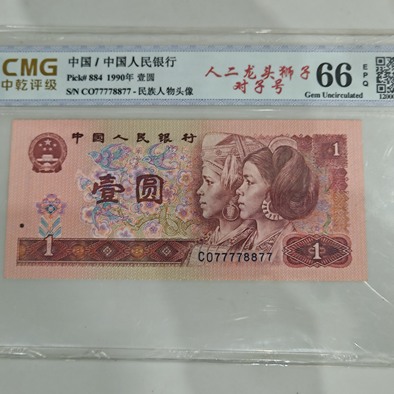 CMG
中乾评级
中国 / 中国人民银行
Pick# 884 1990年 壹圆
S/N CO77778877 - 民族人物头像
人二龙头狮子
对子号
66
EPQ
Gem Uncirculated
中国人民银行
1
壹圆
1
1
CO77778877